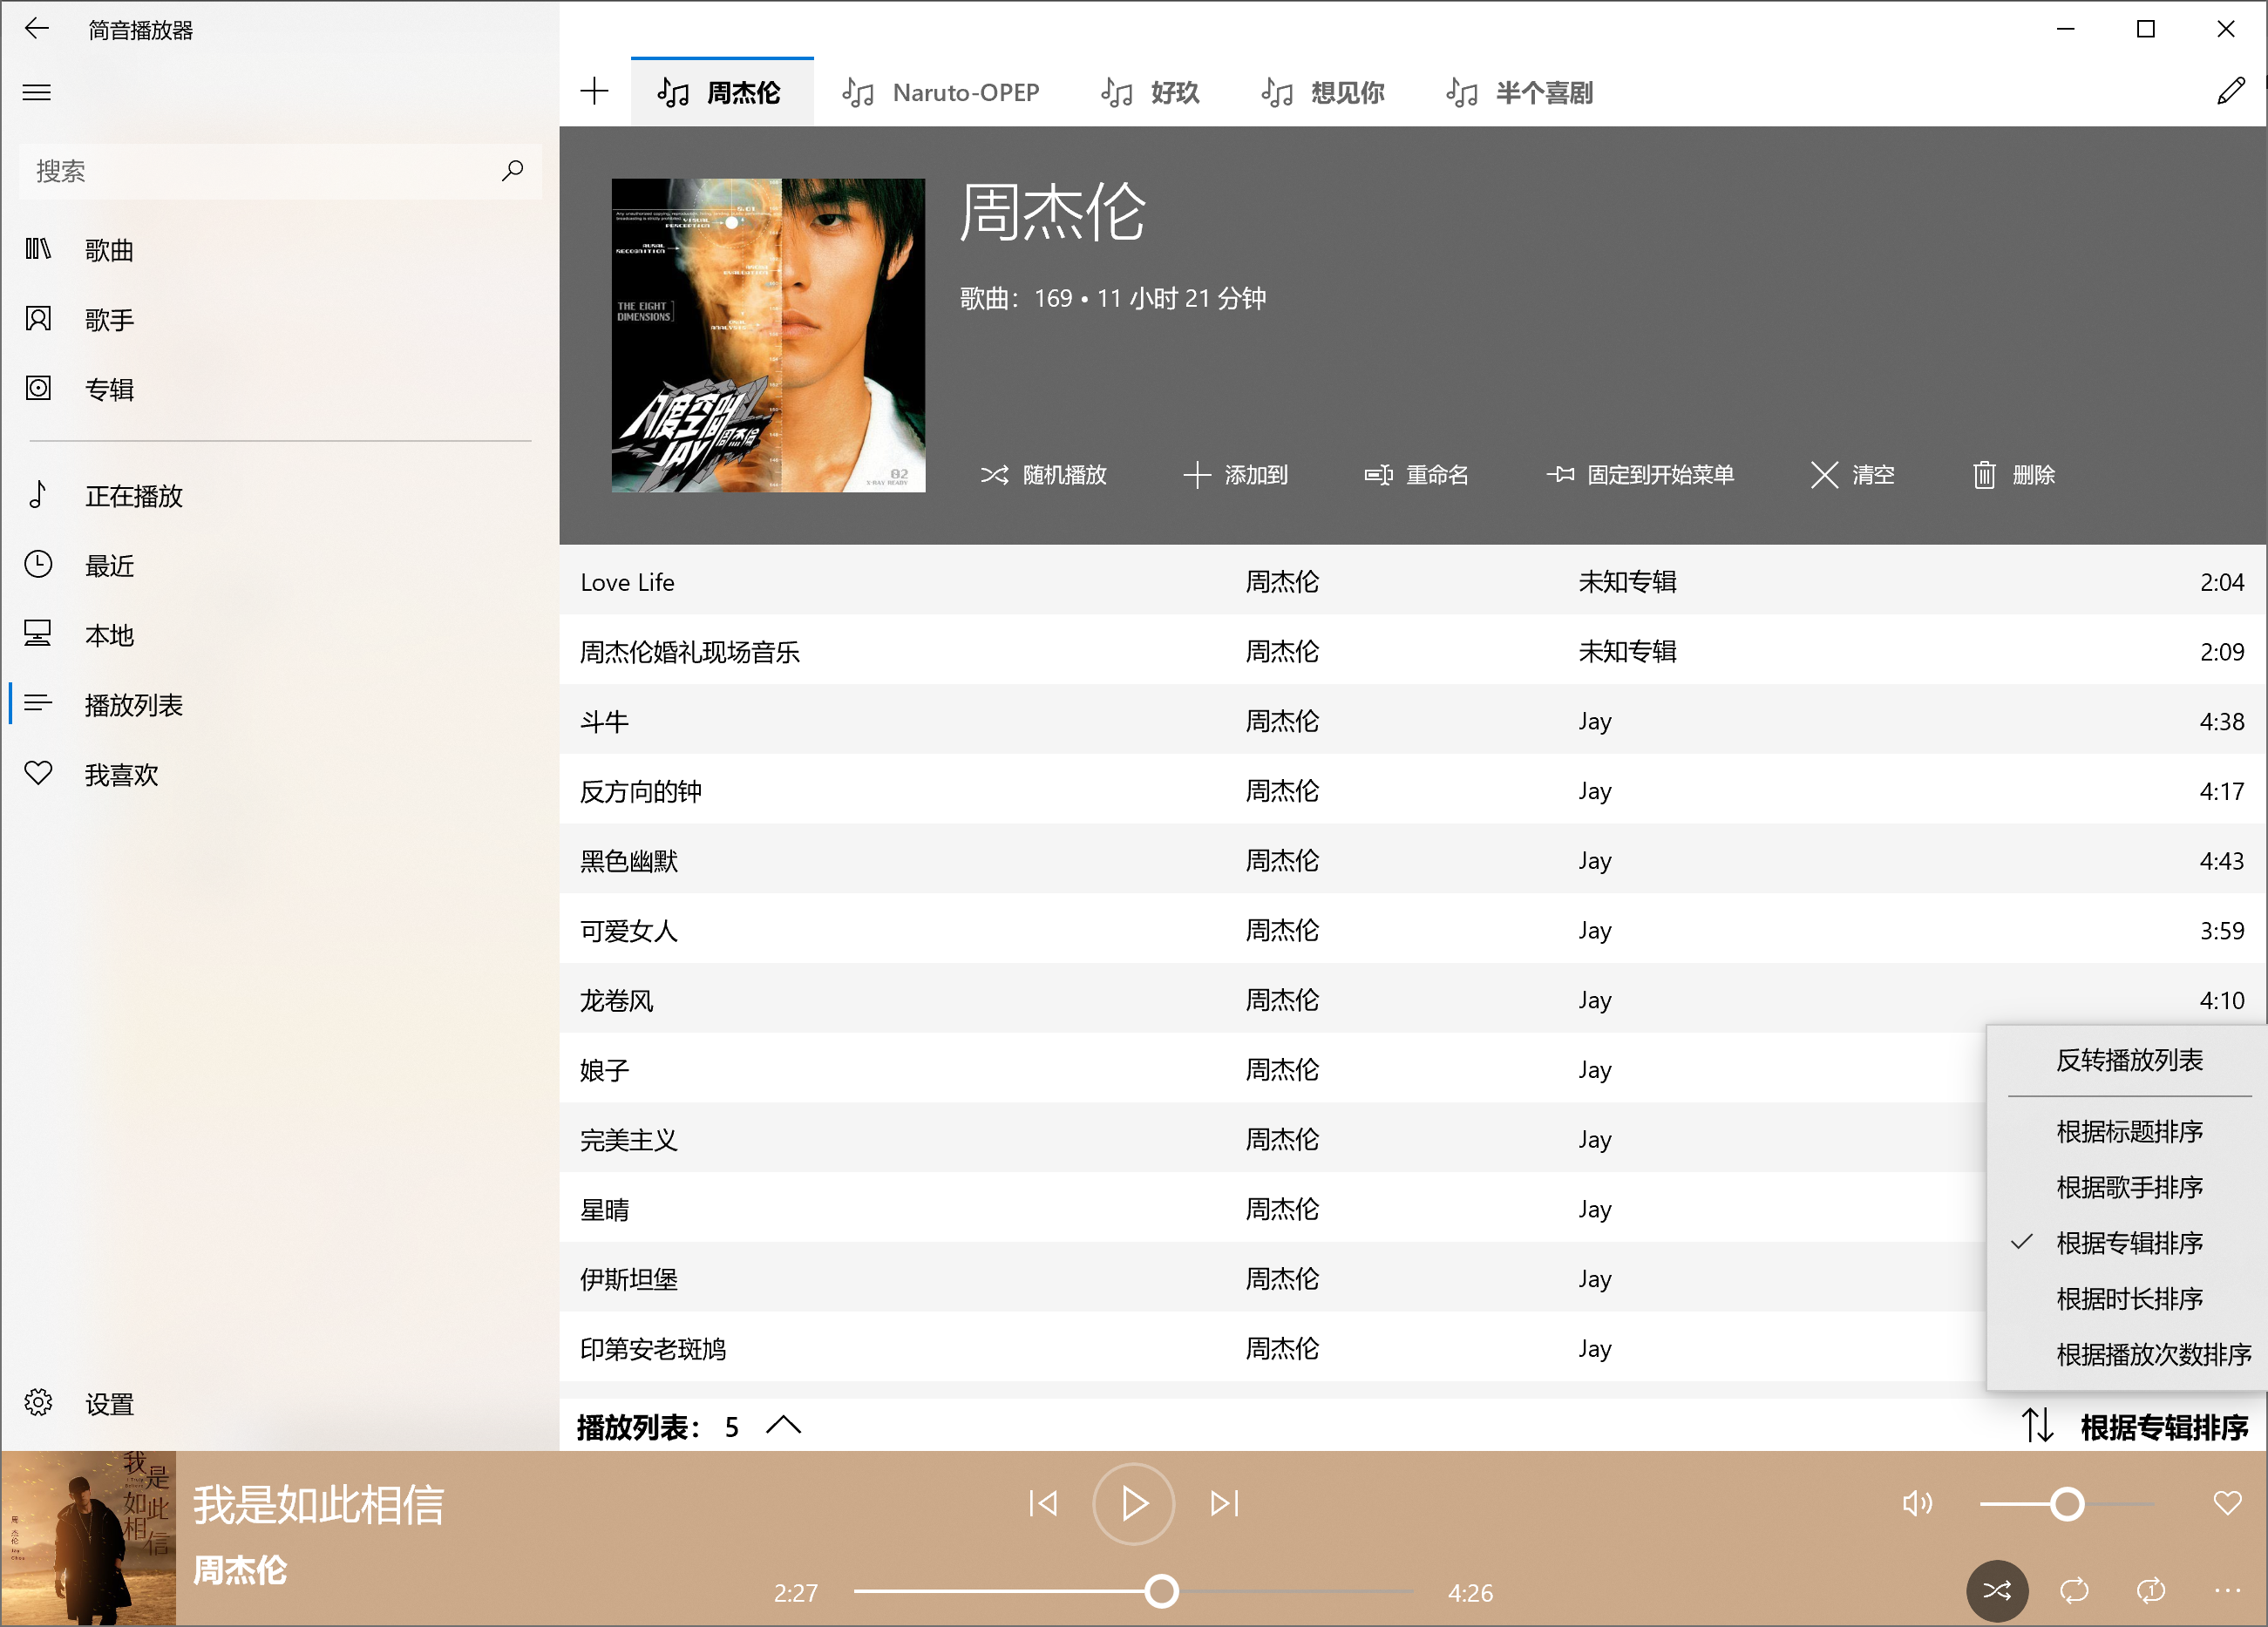 简音播放器
搜索
歌曲
歌手
专辑
正在播放
最近
本地
播放列表
我喜欢
设置
周杰伦
Naruto-OPEP
好玖
想见你
半个喜剧
THE EIGHT
DIMENSIONS
八度空间
周杰倫
JAY
02
X-RAY READY
周杰伦
歌曲：169 • 11 小时 21 分钟
随机播放
添加到
重命名
固定到开始菜单
清空
删除
Love Life 周杰伦 未知专辑 2:04
周杰伦婚礼现场音乐 周杰伦 未知专辑 2:09
斗牛 周杰伦 Jay 4:38
反方向的钟 周杰伦 Jay 4:17
黑色幽默 周杰伦 Jay 4:43
可爱女人 周杰伦 Jay 3:59
龙卷风 周杰伦 Jay 4:10
娘子 周杰伦 Jay
完美主义 周杰伦 Jay
星晴 周杰伦 Jay
伊斯坦堡 周杰伦 Jay
印第安老斑鸠 周杰伦 Jay
反转播放列表
根据标题排序
根据歌手排序
根据专辑排序
根据时长排序
根据播放次数排序
播放列表： 5
根据专辑排序
我是如此相信
我是如此相信
周杰伦
2:27
4:26